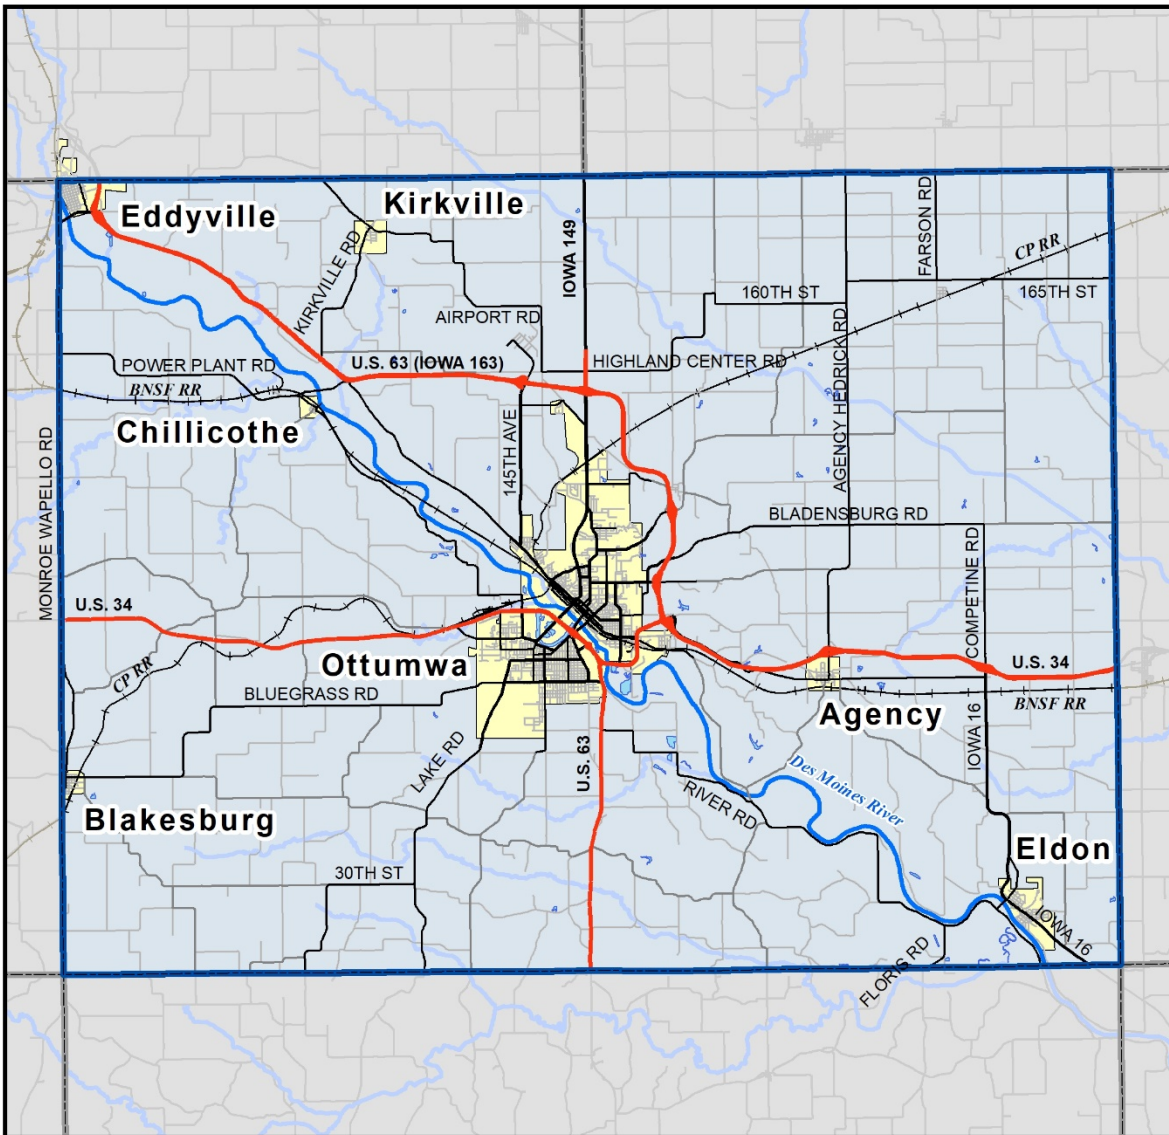 Eddyville
Kirkville
IOWA 149
FARSON RD
CP RR
KIRKVILLE RD
160TH ST
165TH ST
AIRPORT RD
POWER PLANT RD
U.S. 63 (IOWA 163)
HIGHLAND CENTER RD
BNSF RR
AGENCY HEDRICK RD
Chillicothe
145TH AVE
MONROE WAPELLO RD
BLADENSBURG RD
COMPETINE RD
U.S. 34
Ottumwa
U.S. 34
CP RR
BLUEGRASS RD
BNSF RR
Agency
IOWA 16
LAKE RD
U.S. 63
Des Moines River
RIVER RD
Blakesburg
Eldon
30TH ST
IOWA 16
FLORIS RD